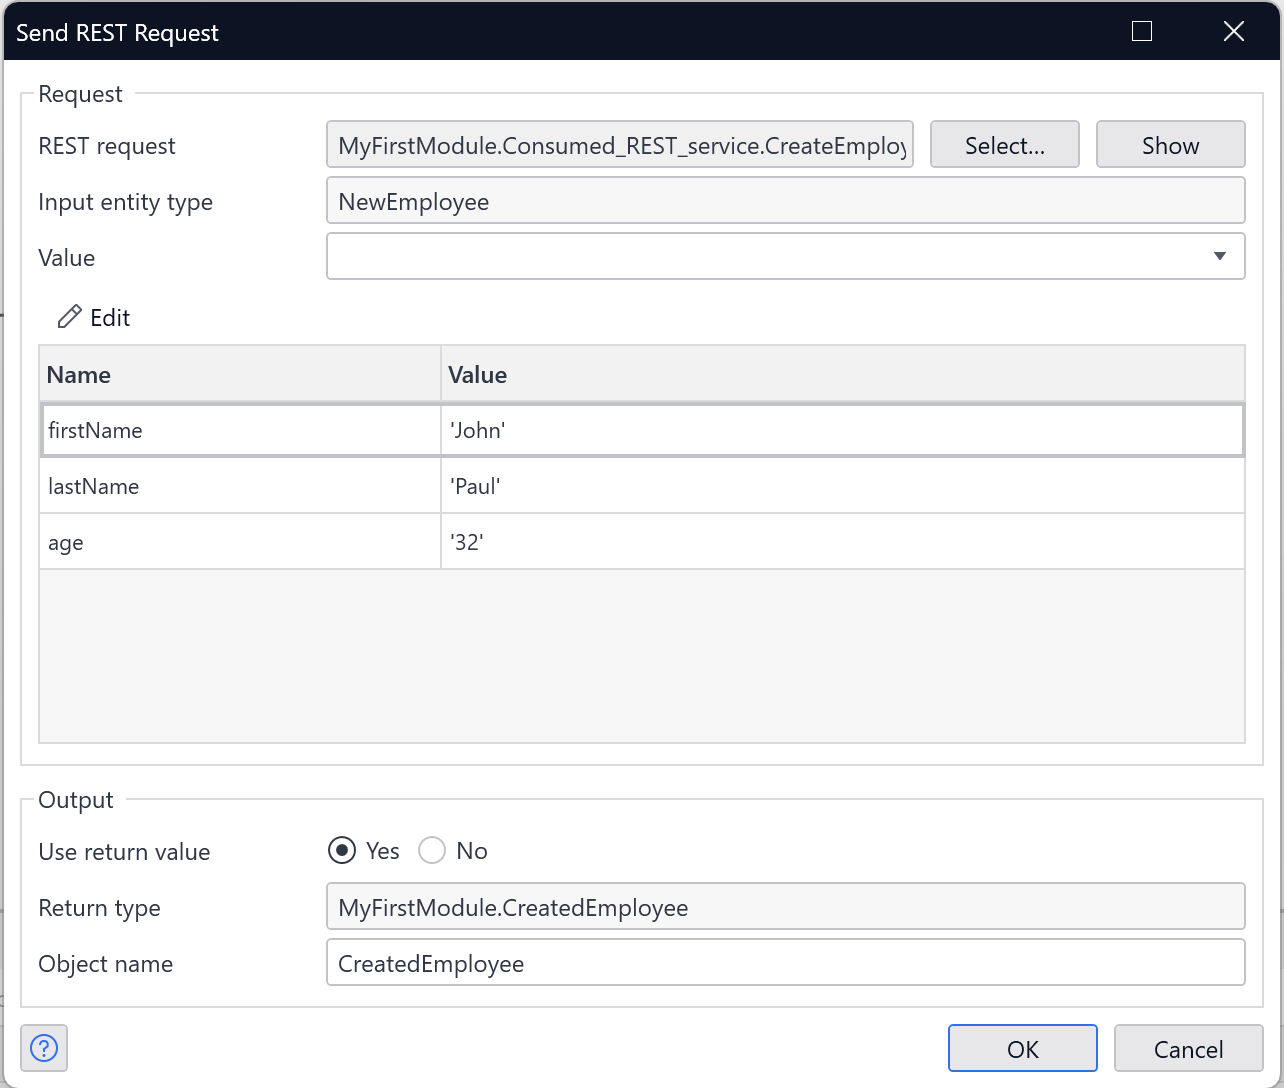 Send REST Request
Request
REST request MyFirstModule.Consumed_REST_service.CreateEmploy Select... Show
Input entity type NewEmployee
Value
Edit
Name Value
firstName 'John'
lastName 'Paul'
age '32'
Output
Use return value Yes No
Return type MyFirstModule.CreatedEmployee
Object name CreatedEmployee
? OK Cancel